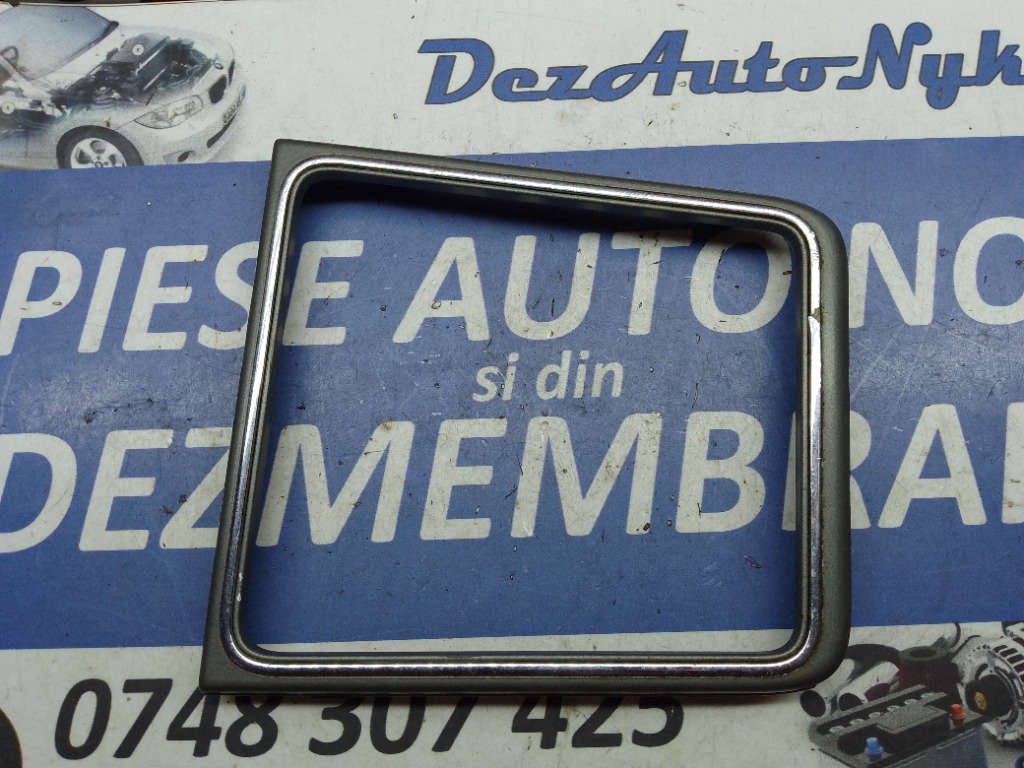 DezAutoNyk
PIESE AUTO NO
si din
DEZMEMBRA
0748 307 425